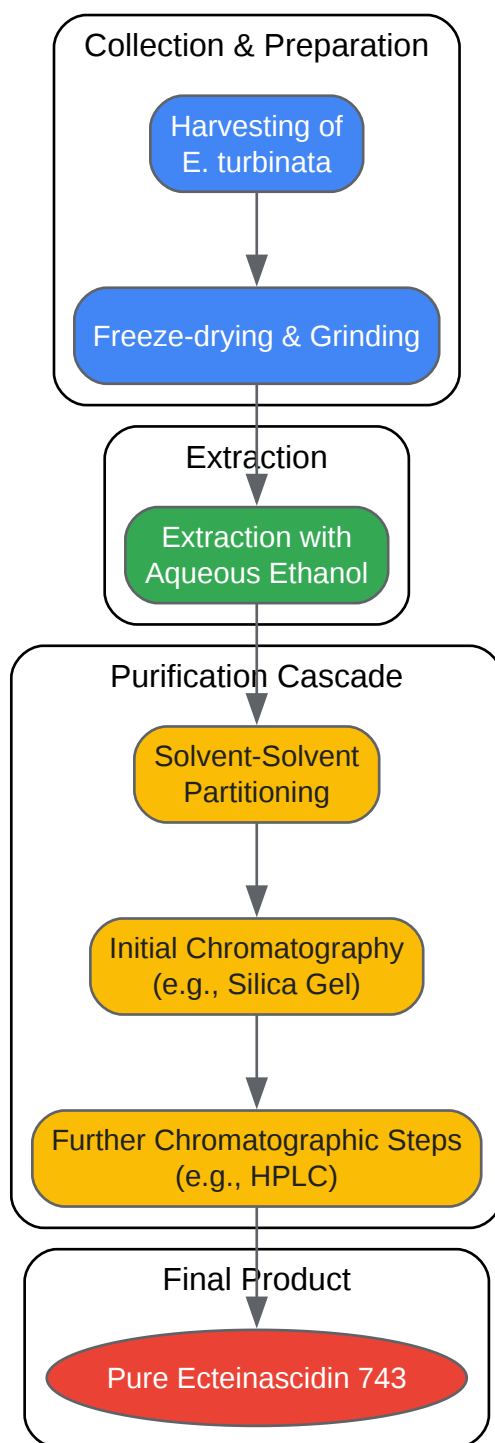 Collection & Preparation
Harvesting of
E. turbinata
Freeze-drying & Grinding
Extraction
Extraction with
Aqueous Ethanol
Purification Cascade
Solvent-Solvent
Partitioning
Initial Chromatography
(e.g., Silica Gel)
Further Chromatographic Steps
(e.g., HPLC)
Final Product
Pure Ecteinascidin 743